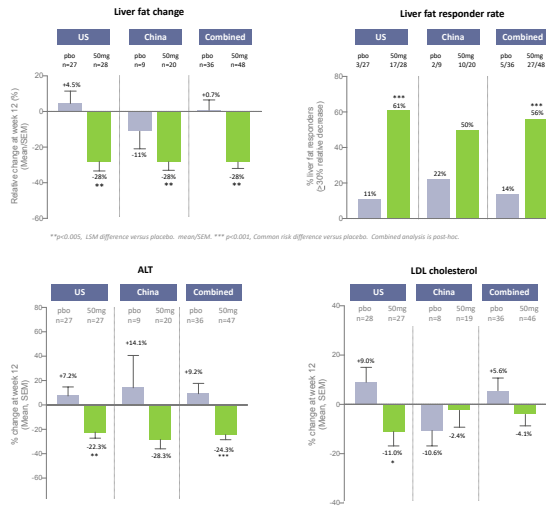 Liver fat change
US China Combined
pbo 50mg pbo 50mg pbo 50mg
n=27 n=28 n=9 n=20 n=36 n=48
Relative change at week 12 (%)
(Mean/SEM)
20
0
-20
-40
-60
+4.5%
-28%
**
-11%
-28%
**
+0.7%
-28%
**
Liver fat responder rate
US China Combined
pbo 50mg pbo 50mg pbo 50mg
3/27 17/28 2/9 10/20 5/36 27/48
% liver fat responders
(≥30% relative decrease)
80
60
40
20
0
11%
***
61%
22%
50%
14%
***
56%
**p<0.005, LSM difference versus placebo. mean/SEM. *** p<0.001, Common risk difference versus placebo. Combined analysis is post-hoc.
ALT
US China Combined
pbo 50mg pbo 50mg pbo 50mg
n=27 n=27 n=9 n=20 n=36 n=47
% change at week 12
(Mean, SEM)
80
60
40
20
0
-20
-40
-60
+7.2%
-22.3%
**
+14.1%
-28.3%
+9.2%
-24.3%
***
LDL cholesterol
US China Combined
pbo 50mg pbo 50mg pbo 50mg
n=28 n=27 n=8 n=19 n=36 n=46
% change at week 12
(Mean, SEM)
40
20
0
-20
-40
+9.0%
-11.0%
*
-10.6%
-2.4%
+5.6%
-4.1%